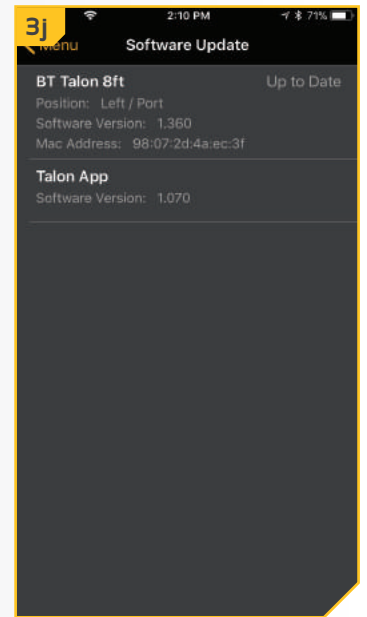 3j
2:10 PM
71%
Menu
Software Update
BT Talon 8ft
Up to Date
Position: Left / Port
Software Version: 1.360
Mac Address: 98:07:2d:4a:ec:3f
Talon App
Software Version: 1.070